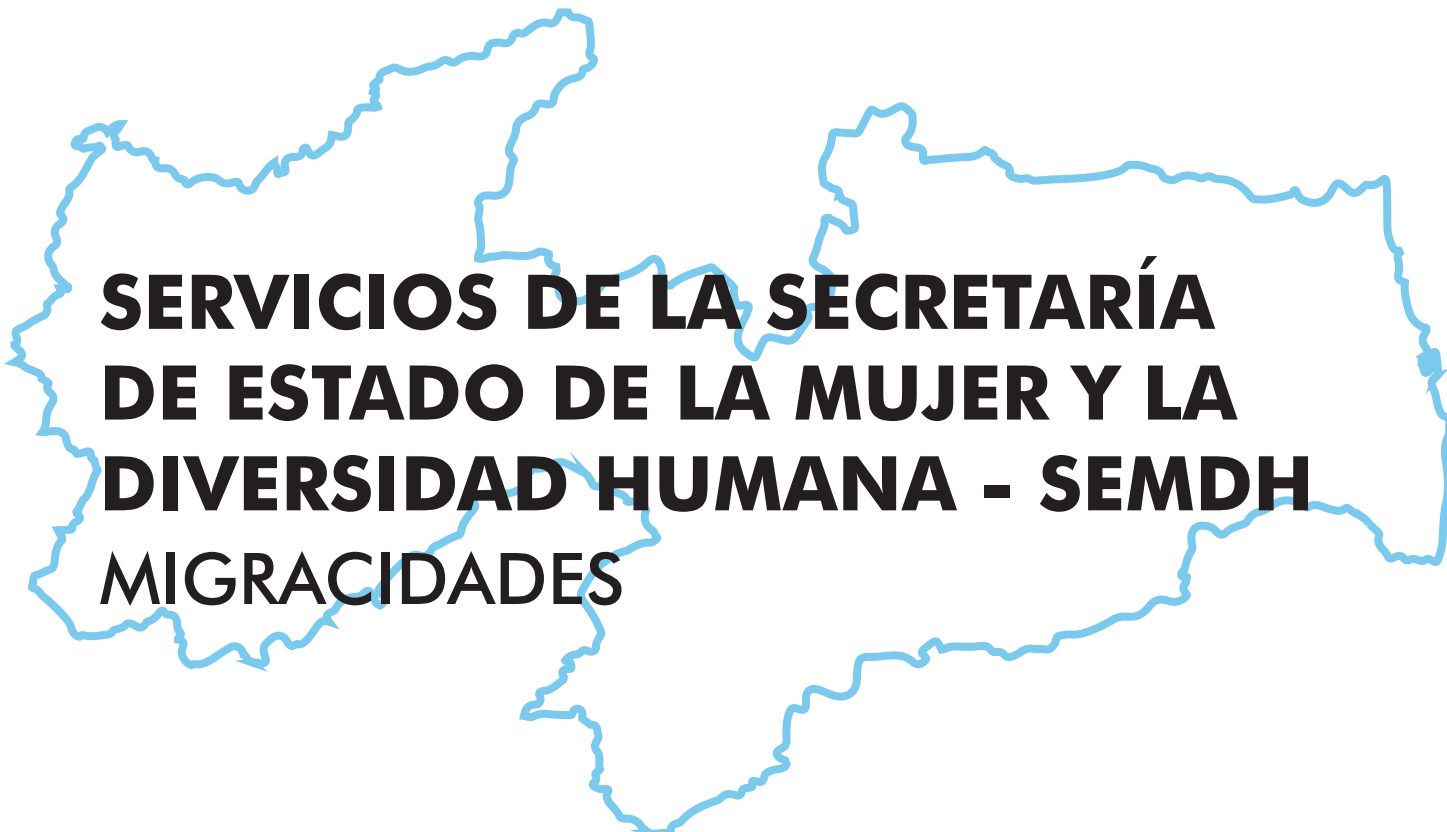 SERVICIOS DE LA SECRETARÍA
DE ESTADO DE LA MUJER Y LA
DIVERSIDAD HUMANA - SEMDH
MIGRACIDADES